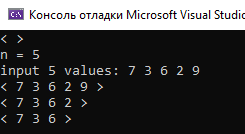 Консоль отладки Microsoft Visual Studio
< >
n = 5
input 5 values: 7 3 6 2 9
< 7 3 6 2 9 >
< 7 3 6 2 >
< 7 3 6 >